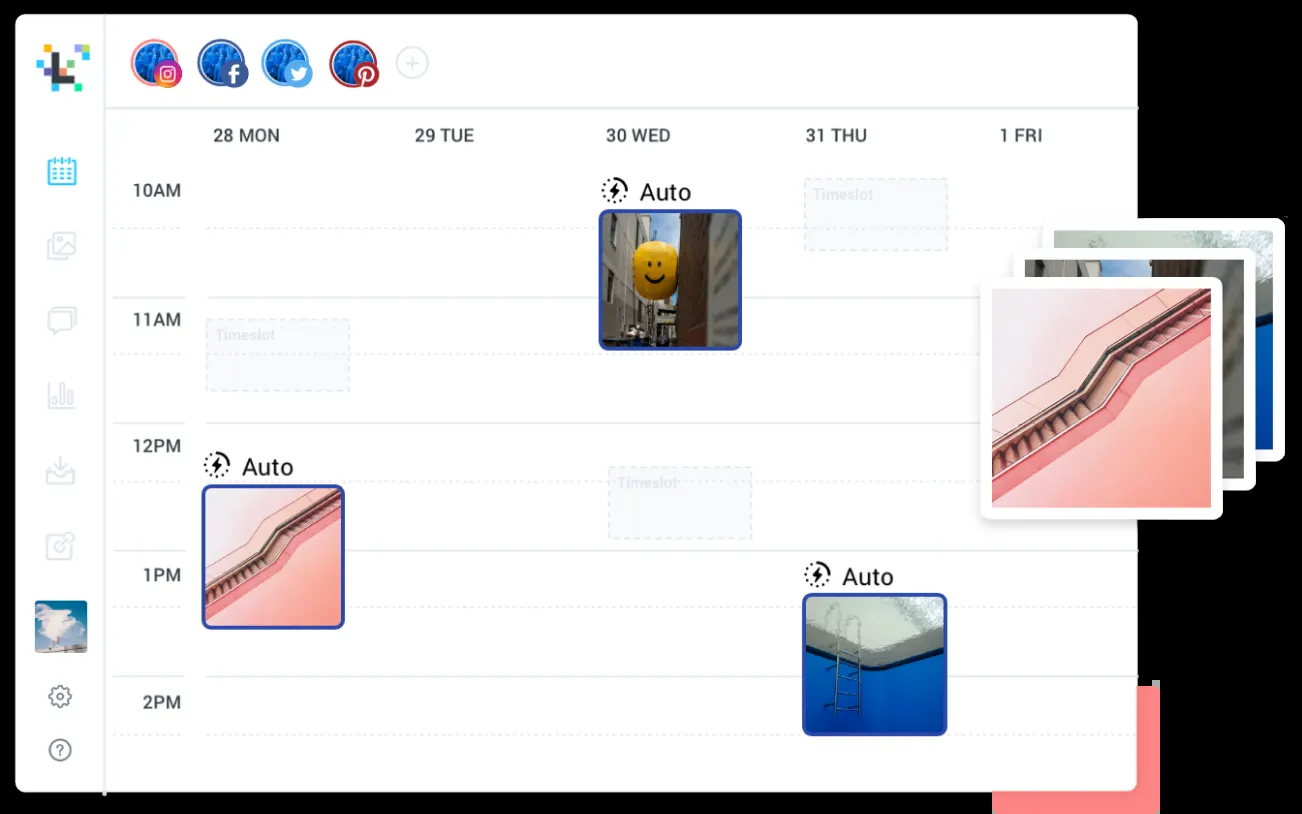 28 MON
29 TUE
30 WED
31 THU
1 FRI
10AM
Auto
Timeslot
11AM
Timeslot
12PM
Auto
Timeslot
1PM
Auto
2PM